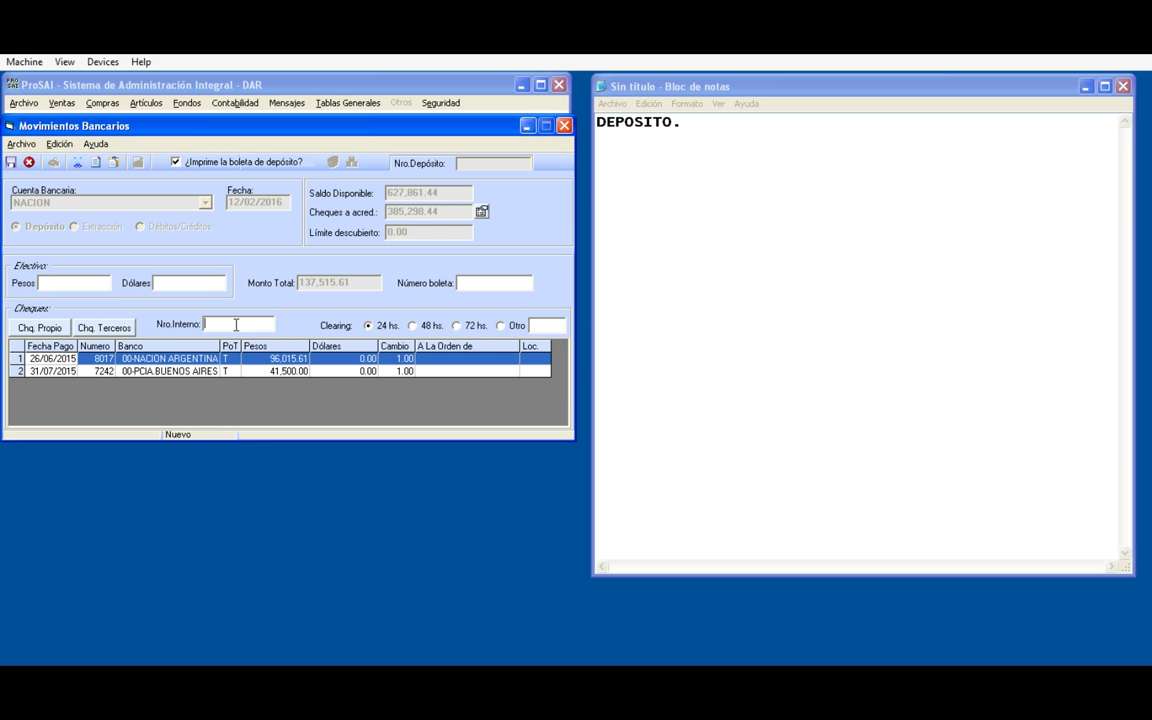 Machine View Devices Help
ProSAI - Sistema de Administración Integral - DAR
Archivo Ventas Compras Artículos Fondos Contabilidad Mensajes Tablas Generales Otros Seguridad
Movimientos Bancarios
Archivo Edición Ayuda
¿Imprime la boleta de depósito? Nro.Depósito:
Cuenta Bancaria: Fecha:
NACION 12/02/2016
Saldo Disponible: 627,861.44
Cheques a acred.: 385,298.44
Límite descubierto: 0.00
Depósito Extracción Débitos/Créditos
Efectivo:
Pesos Dólares Monto Total: 137,515.61 Número boleta:
Cheques:
Chq. Propio Chq. Terceros Nro.Interno: Clearing: 24 hs. 48 hs. 72 hs. Otro
Fecha Pago Numero Banco PoT Pesos Dólares Cambio A La Orden de Loc.
1 26/06/2015 8017 00-NACION ARGENTINA T 96,015.61 0.00 1.00
2 31/07/2015 7242 00-PCIA.BUENOS AIRES T 41,500.00 0.00 1.00
Nuevo
Sin título - Bloc de notas
Archivo Edición Formato Ver Ayuda
DEPOSITO.